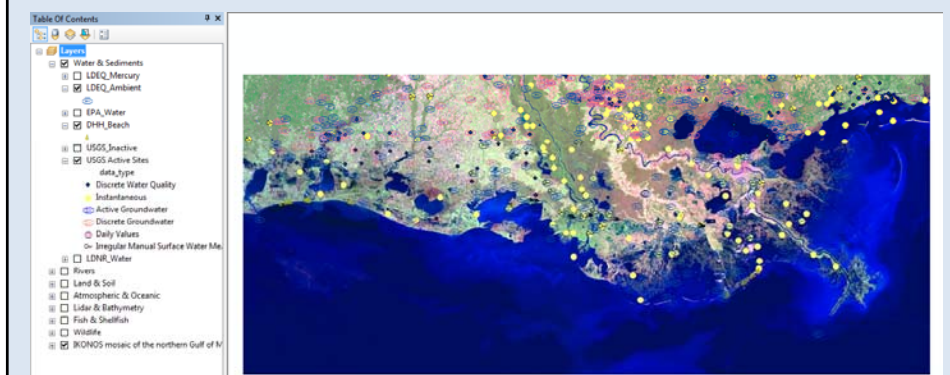 Table Of Contents
Layers
Water & Sediments
LDEQ_Mercury
LDEQ_Ambient
EPA_Water
DHH_Beach
USGS_Inactive
USGS Active Sites
data_type
Discrete Water Quality
Instantaneous
Active Groundwater
Discrete Groundwater
Daily Values
Irregular Manual Surface Water Me
LDNR_Water
Rivers
Land & Soil
Atmospheric & Oceanic
Lidar & Bathymetry
Fish & Shellfish
Wildlife
IKONOS mosaic of the northern Gulf of M